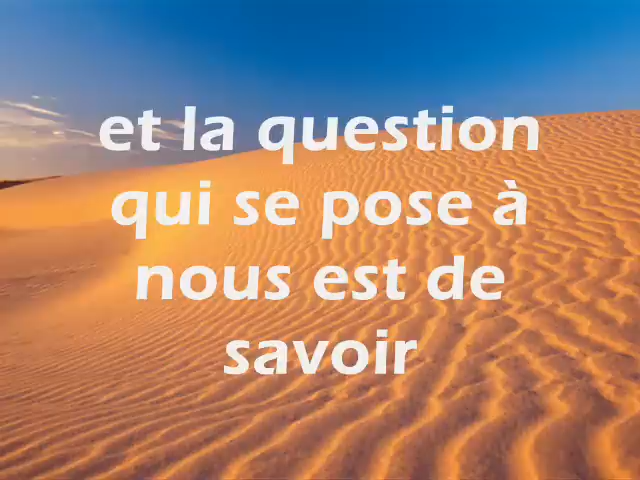 et la question
qui se pose à
nous est de
savoir